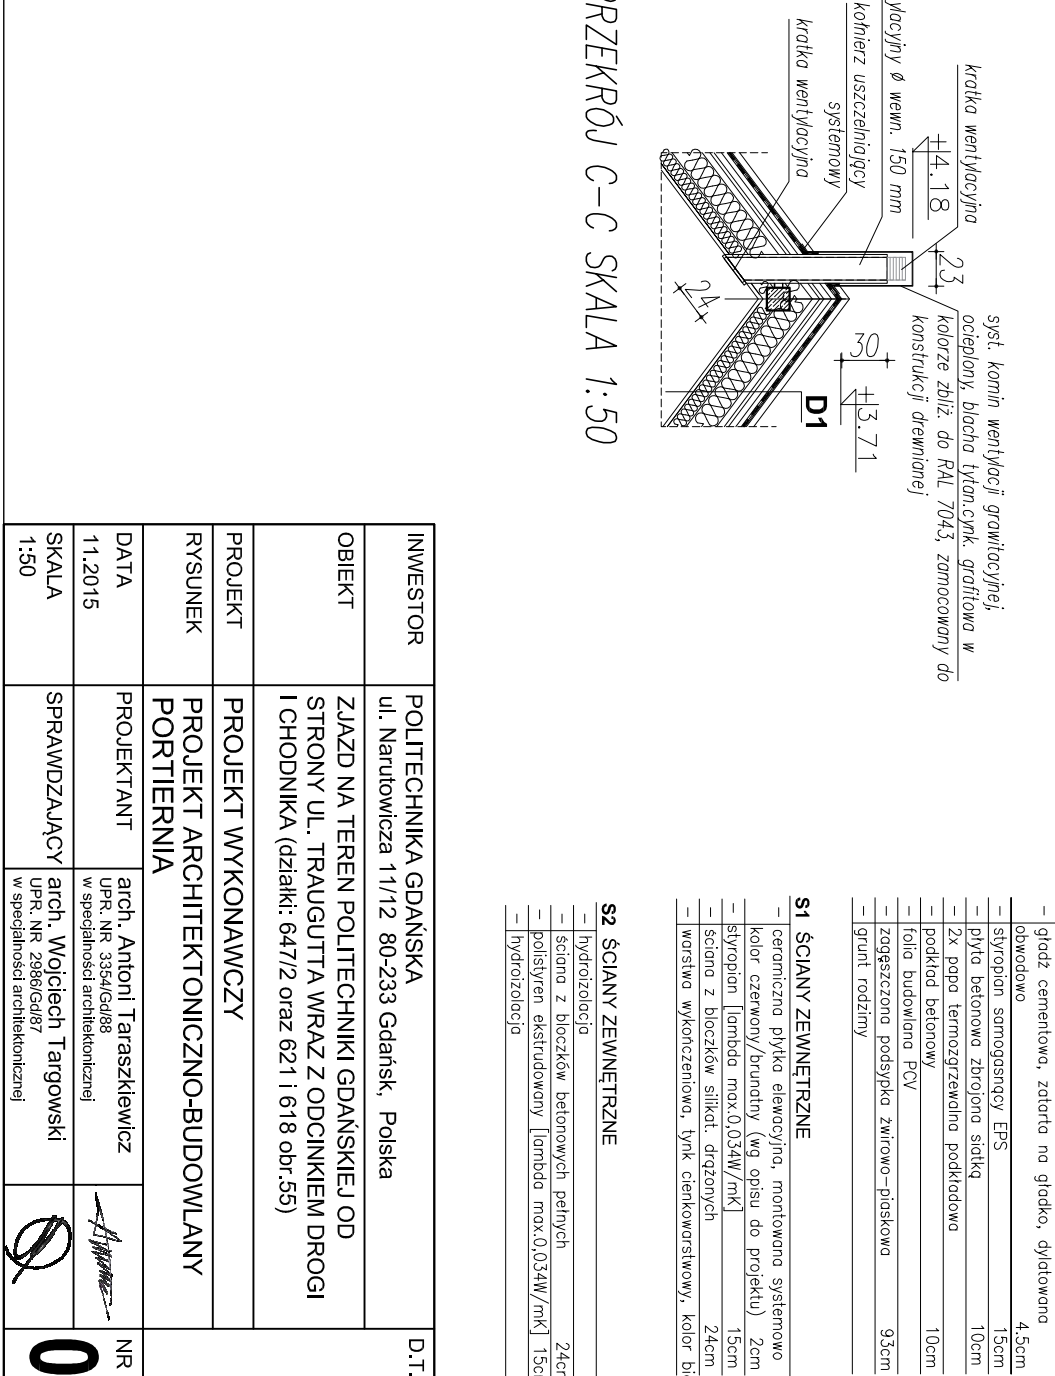 kratka wentylacyjna
+4.18
ylacyjny ø wewn. 150 mm
kołnierz uszczelniający
systemowy
kratka wentylacyjna
23
24
30
+3.71
D1
syst. komin wentylacji grawitacyjnej,
ocieplony, blacha tytan.cynk. grafitowa w
kolorze zbliż. do RAL 7043, zamocowany do
konstrukcji drewnianej
PRZEKRÓJ C-C SKALA 1:50
- gładź cementowa, zatarta na gładko, dylatowana
obwodowo 4.5cm
- styropian samogasnący EPS 15cm
- płyta betonowa zbrojona siatką 10cm
- 2x papa termozgrzewalna podkładowa
- podkład betonowy 10cm
- folia budowlana PCV
- zagęszczona podsypka żwirowo-piaskowa 93cm
- grunt rodzimy
S1 ŚCIANY ZEWNĘTRZNE
- ceramiczna płytka elewacyjna, montowana systemowo
kolor czerwony/brunatny (wg opisu do projektu) 2cm
- styropian [lambda max.0,034W/mK] 15cm
- ściana z bloczków silikat. drążonych 24cm
- warstwa wykończeniowa, tynk cienkowarstwowy, kolor bi
S2 ŚCIANY ZEWNĘTRZNE
- hydroizolacja
- ściana z bloczków betonowych pełnych 24c
- polistyren ekstrudowany [lambda max.0,034W/mK] 15c
- hydroizolacja
INWESTOR
POLITECHNIKA GDAŃSKA
ul. Narutowicza 11/12 80-233 Gdańsk, Polska
D.T.
OBIEKT
ZJAZD NA TEREN POLITECHNIKI GDAŃSKIEJ OD
STRONY UL. TRAUGUTTA WRAZ Z ODCINKIEM DROGI
I CHODNIKA (działki: 647/2 oraz 621 i 618 obr.55)
PROJEKT
PROJEKT WYKONAWCZY
RYSUNEK
PROJEKT ARCHITEKTONICZNO-BUDOWLANY
PORTIERNIA
DATA
11.2015
PROJEKTANT
arch. Antoni Taraszkiewicz
UPR. NR 3354/Gd/88
w specjalności architektonicznej
NR
SKALA
1:50
SPRAWDZAJĄCY
arch. Wojciech Targowski
UPR. NR 2986/Gd/87
w specjalności architektonicznej
0